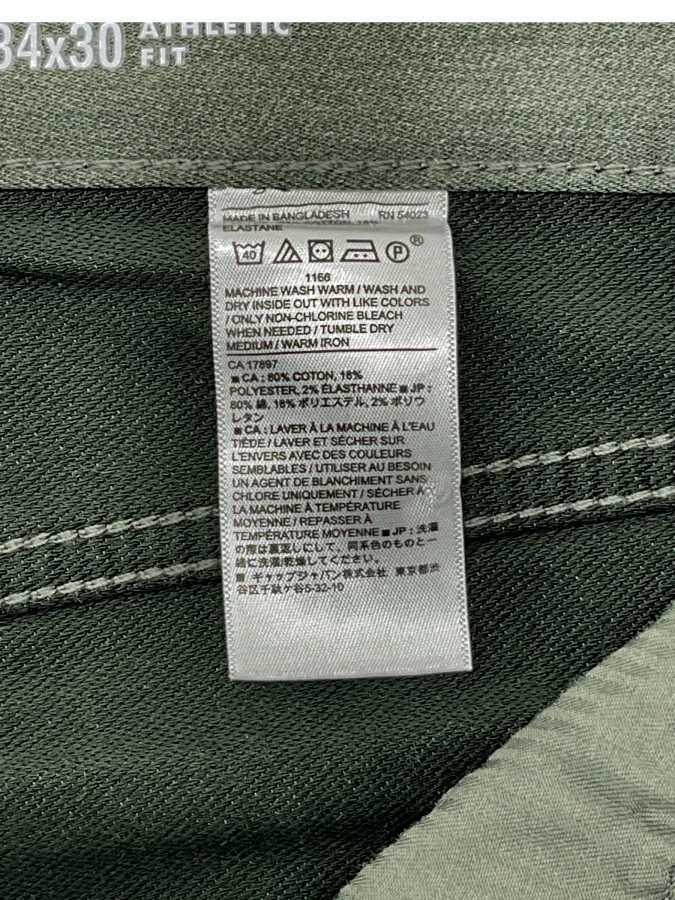 34x30 ATHLETIC
FIT
MADE IN BANGLADESH RN 54023
ELASTANE
40 P®
1166
MACHINE WASH WARM / WASH AND
DRY INSIDE OUT WITH LIKE COLORS
/ ONLY NON-CHLORINE BLEACH
WHEN NEEDED / TUMBLE DRY
MEDIUM / WARM IRON
CA 17897
■ CA : 80% COTON, 18%
POLYESTER, 2% ÉLASTHANNE ■ JP :
80% 綿, 18% ポリエステル, 2% ポリウ
レタン
■ CA : LAVER À LA MACHINE À L'EAU
TIÈDE / LAVER ET SÉCHER SUR
L'ENVERS AVEC DES COULEURS
SEMBLABLES / UTILISER AU BESOIN
UN AGENT DE BLANCHIMENT SANS
CHLORE UNIQUEMENT / SÉCHER À
LA MACHINE À TEMPÉRATURE
MOYENNE / REPASSER À
TEMPÉRATURE MOYENNE ■ JP : 洗濯
の際は裏返しにして、同系色のものと一
緒に洗濯乾燥してください。
■ ギャップジャパン株式会社 東京都渋
谷区千駄ケ谷5-32-10